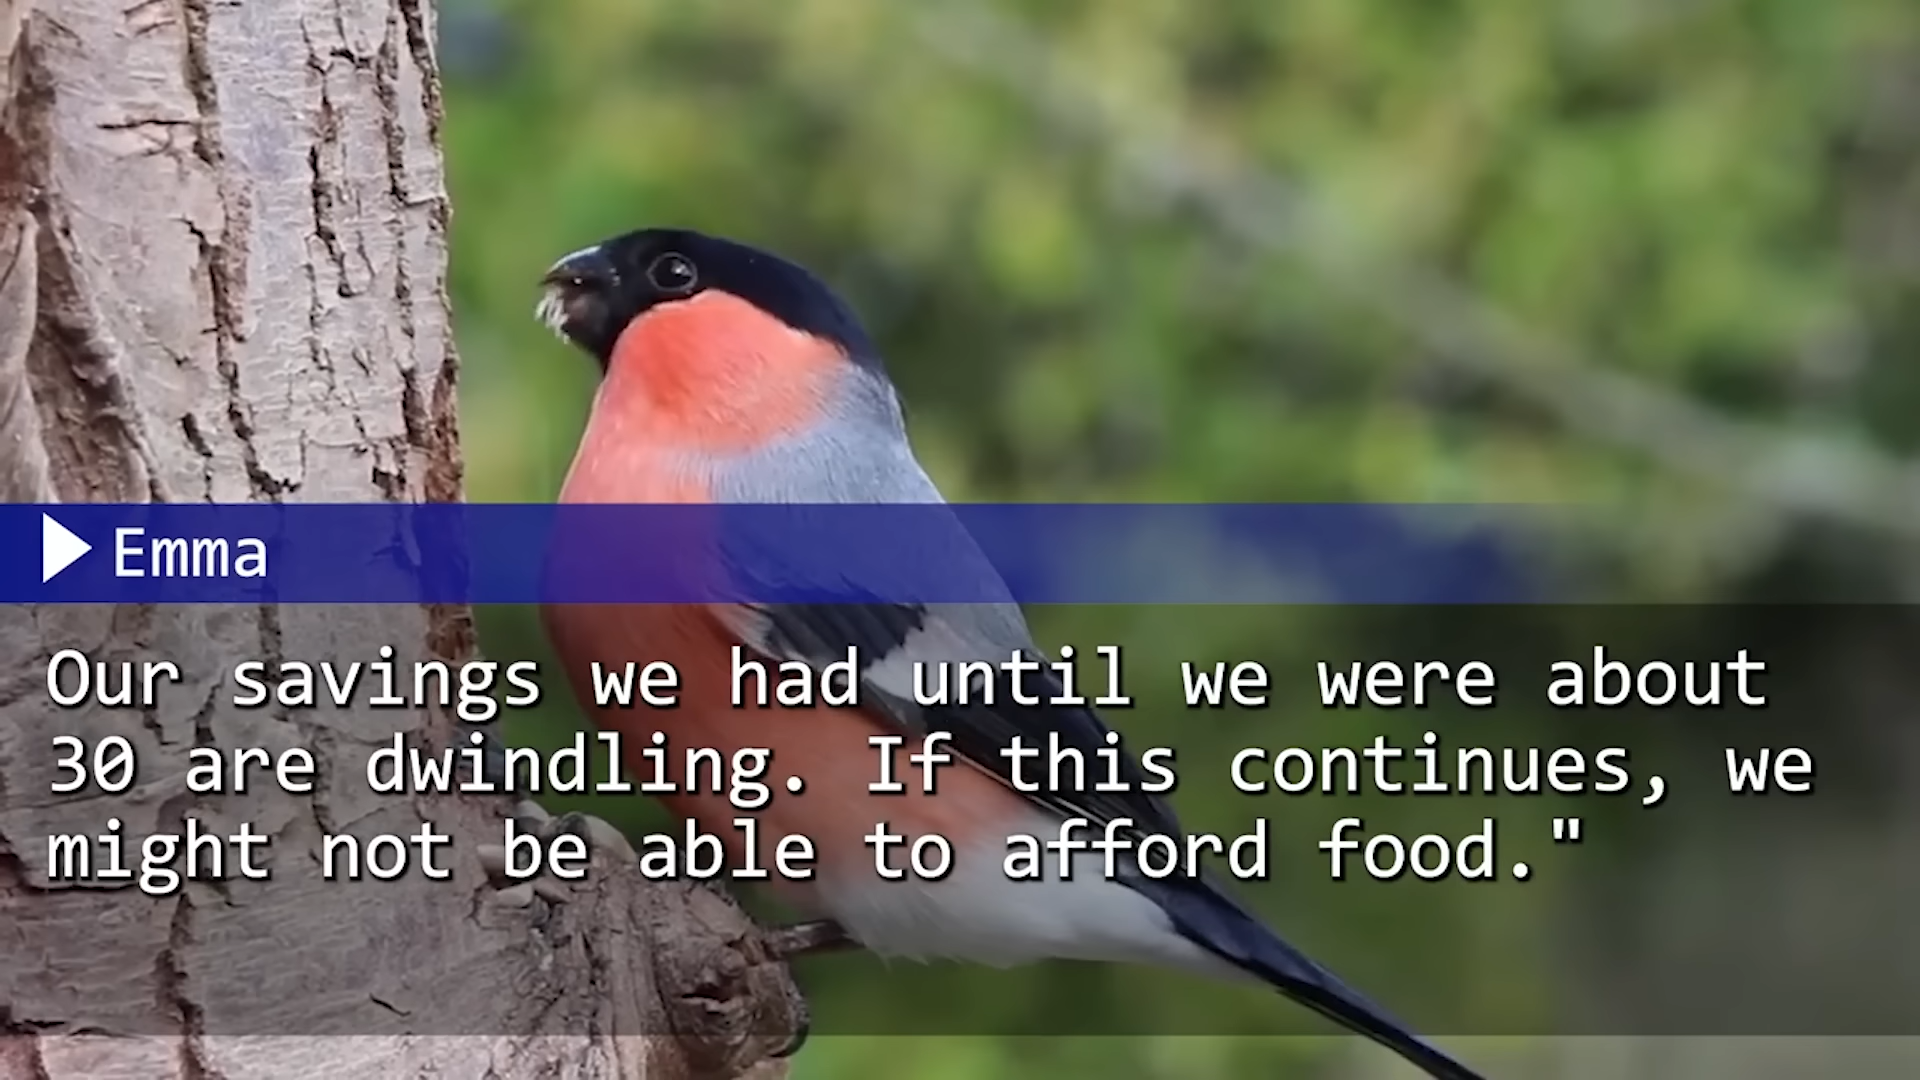 Emma
Our savings we had until we were about
30 are dwindling. If this continues, we
might not be able to afford food."